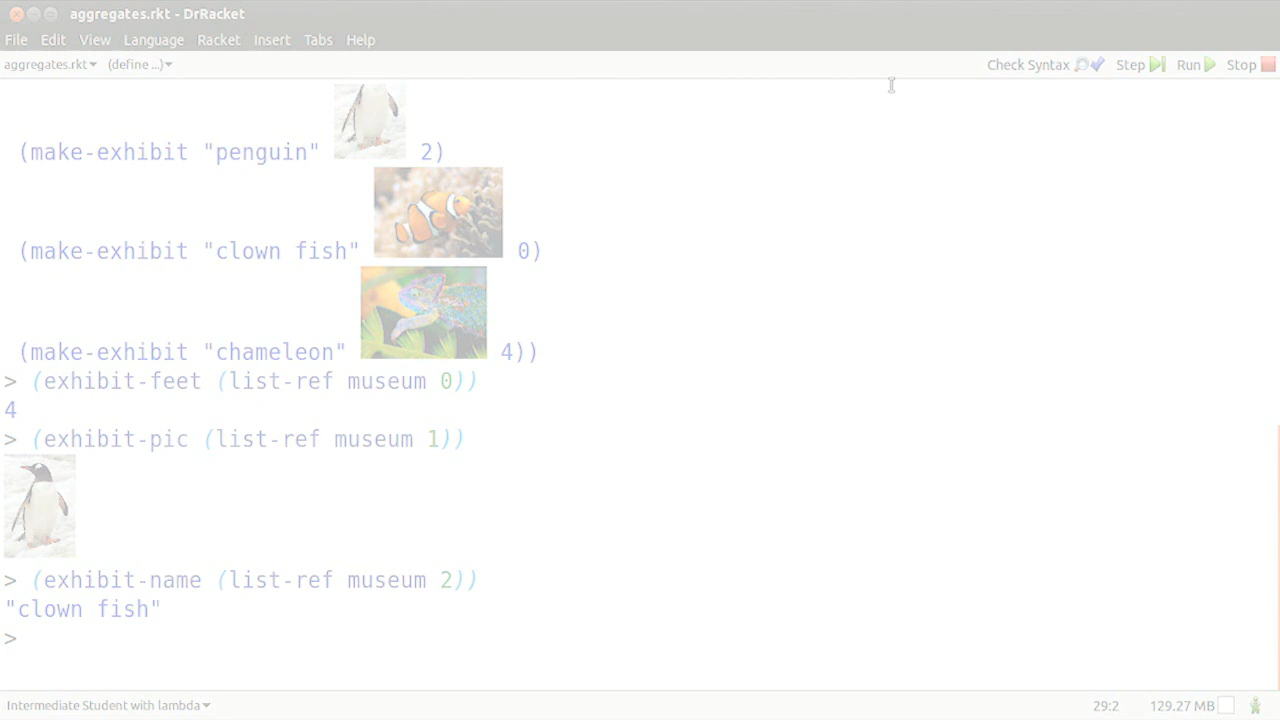 aggregates.rkt - DrRacket
File Edit View Language Racket Insert Tabs Help
aggregates.rkt (define ...) Check Syntax Step Run Stop
(make-exhibit "penguin" 2)
(make-exhibit "clown fish" 0)
(make-exhibit "chameleon" 4))
> (exhibit-feet (list-ref museum 0))
4
> (exhibit-pic (list-ref museum 1))
> (exhibit-name (list-ref museum 2))
"clown fish"
>
Intermediate Student with lambda 29:2 129.27 MB